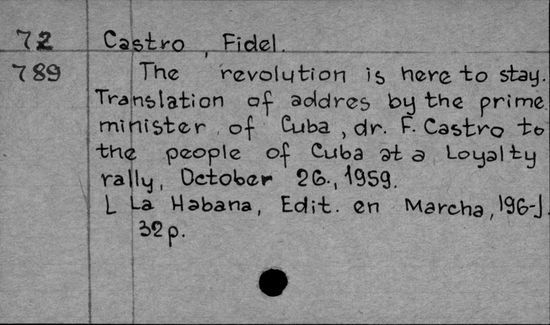 72 Castro, Fidel.
789 The revolution is here to stay.
Translation of addres by the prime
minister of Cuba, dr. F. Castro to
the people of Cuba at a Loyalty
rally, October 26., 1959.
[ La Habana, Edit. en Marcha, 196-].
32p.